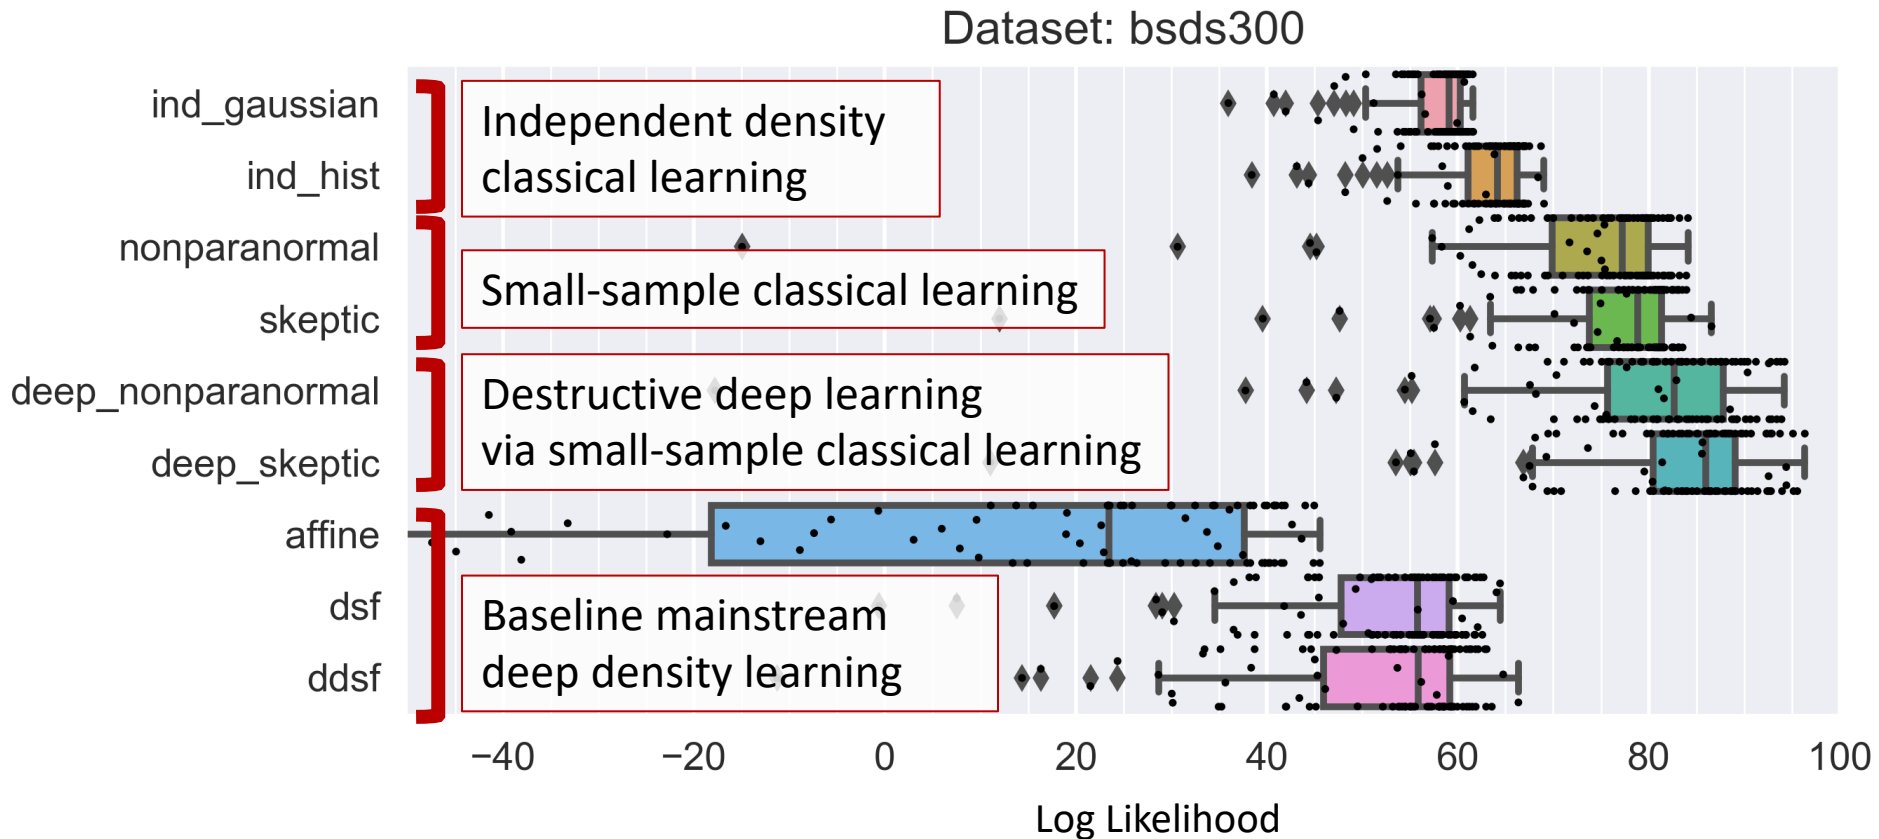 Dataset: bsds300
ind_gaussian
Independent density
classical learning
ind_hist
nonparanormal
Small-sample classical learning
skeptic
deep_nonparanormal
Destructive deep learning
via small-sample classical learning
deep_skeptic
affine
dsf
Baseline mainstream
deep density learning
ddsf
−40 −20 0 20 40 60 80 100
Log Likelihood